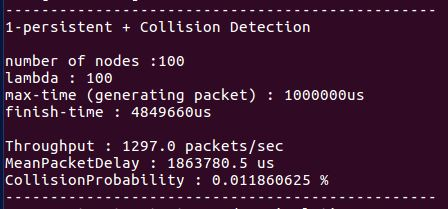 1-persistent + Collision Detection
number of nodes :100
lambda : 100
max-time (generating packet) : 1000000us
finish-time : 4849660us
Throughput : 1297.0 packets/sec
MeanPacketDelay : 1863780.5 us
CollisionProbability : 0.011860625 %